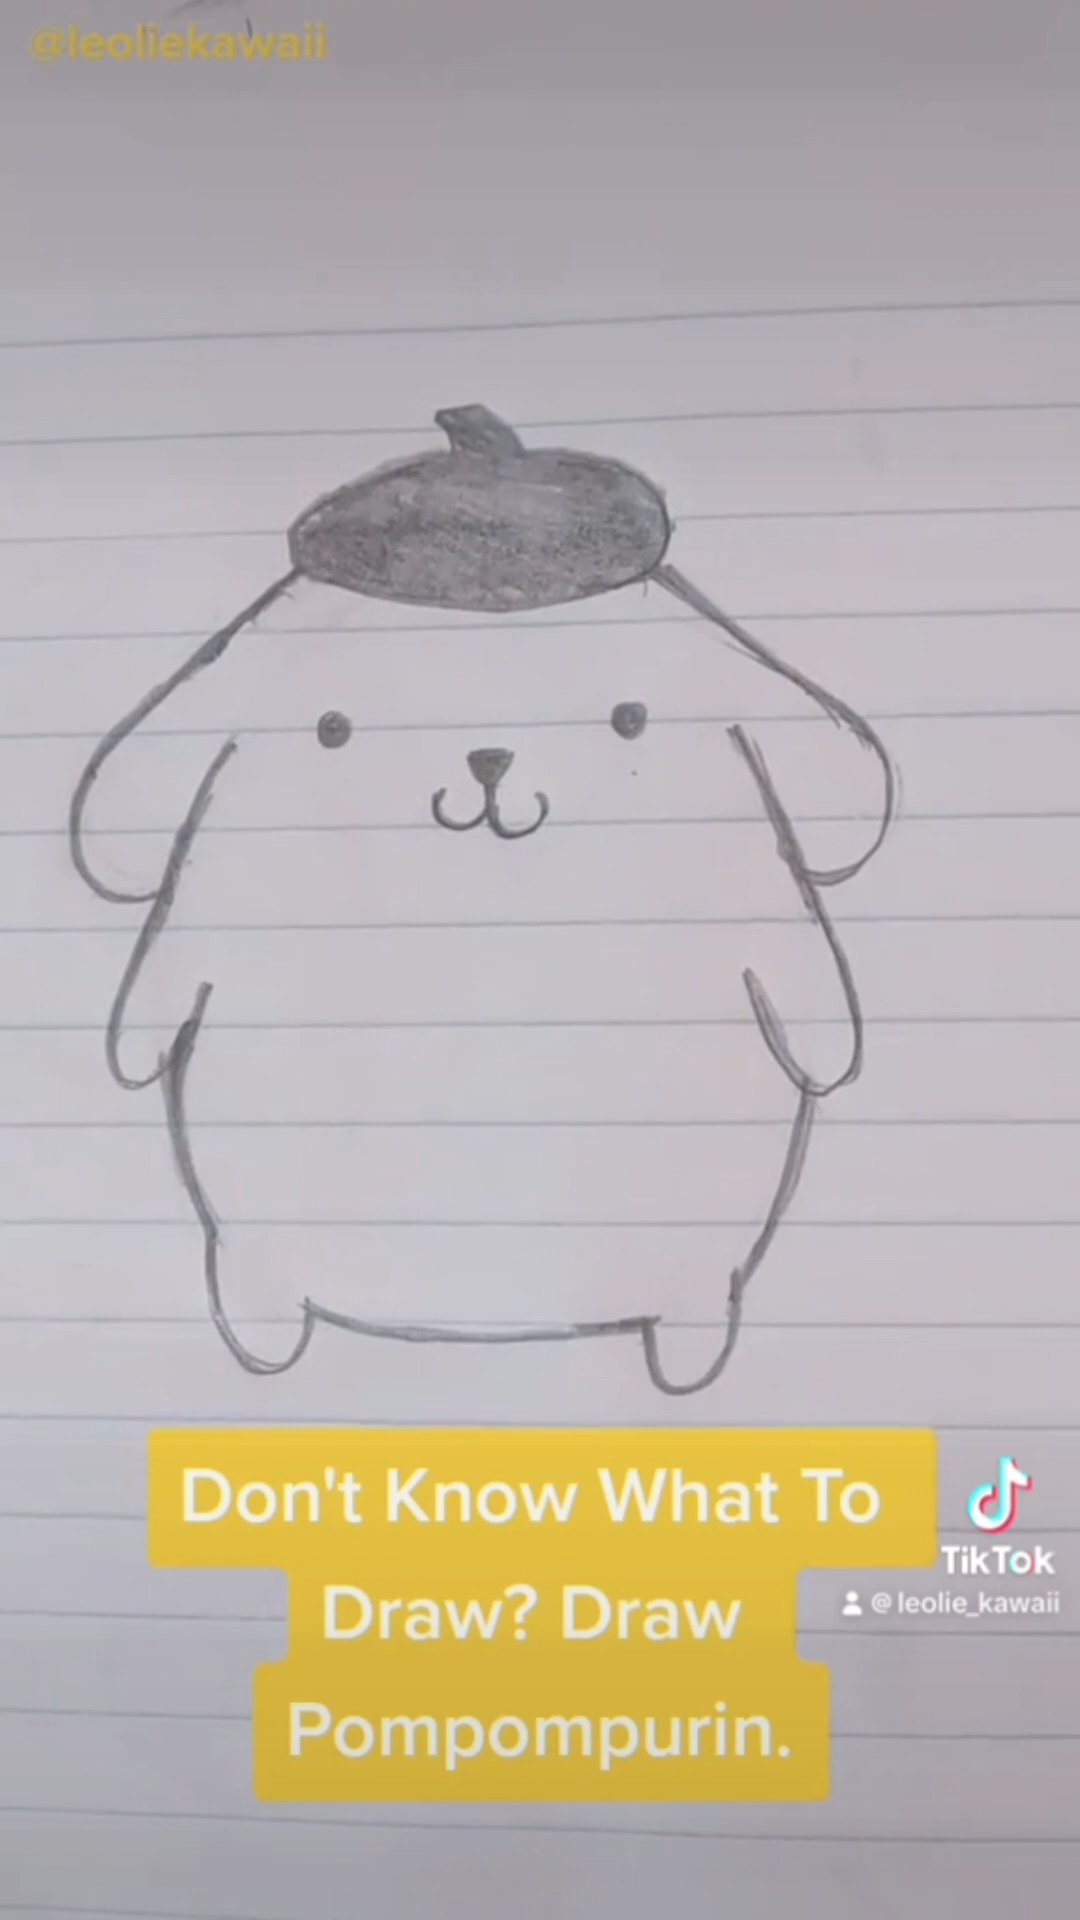 @leoliekawaii
Don't Know What To
Draw? Draw
Pompompurin.
TikTok
@leolie_kawaii